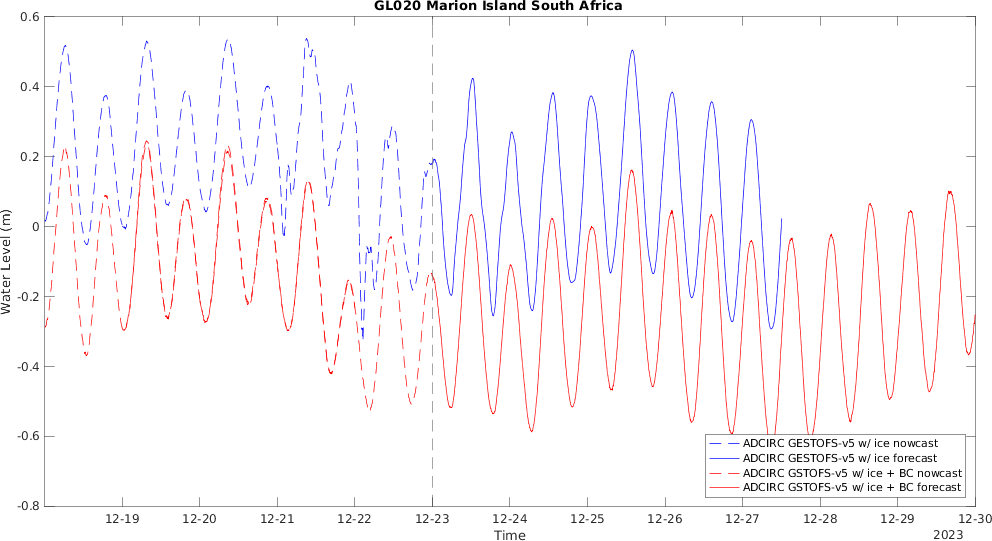 GL020 Marion Island South Africa
0.6
0.4
0.2
0
-0.2
-0.4
-0.6
-0.8
Water Level (m)
ADCIRC GESTOFS-v5 w/ ice nowcast
ADCIRC GESTOFS-v5 w/ ice forecast
ADCIRC GSTOFS-v5 w/ ice + BC nowcast
ADCIRC GSTOFS-v5 w/ ice + BC forecast
12-19 12-20 12-21 12-22 12-23 12-24 12-25 12-26 12-27 12-28 12-29 12-30
Time
2023